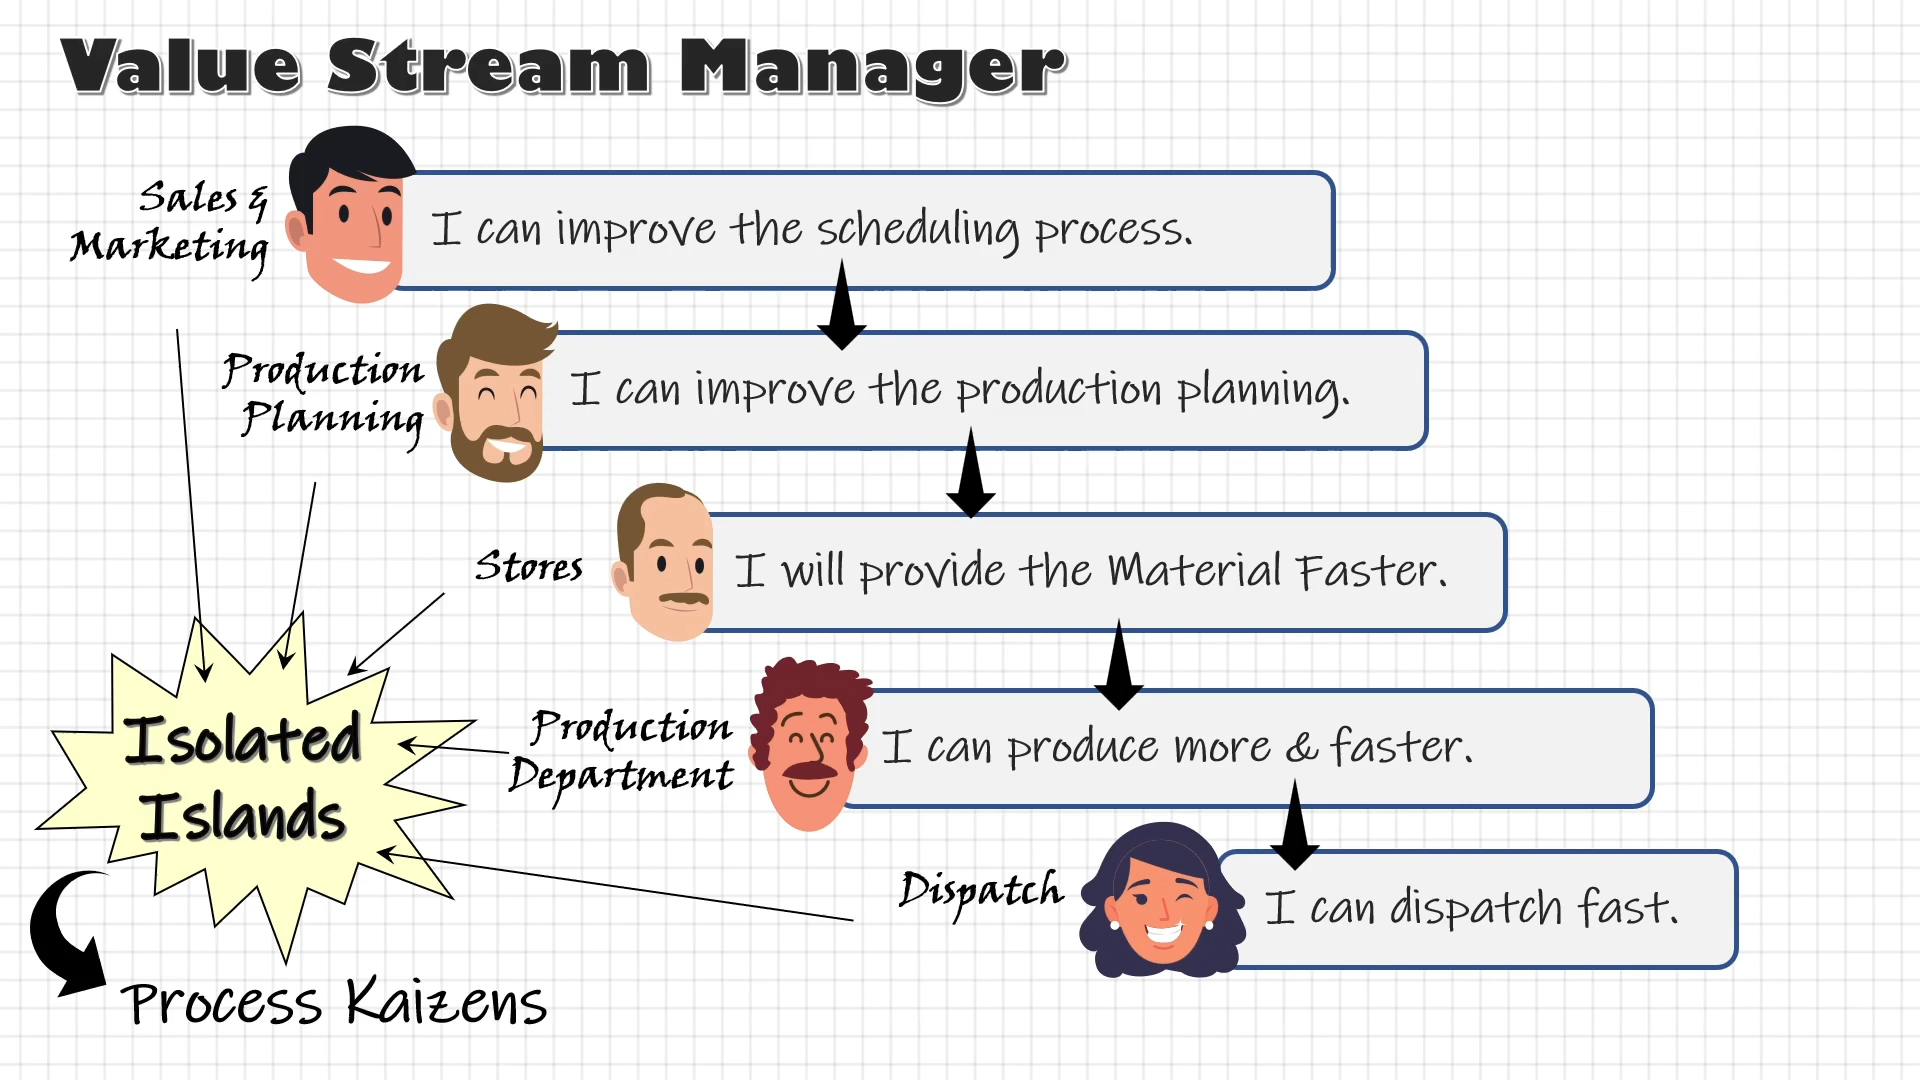 Value Stream Manager
Sales &
Marketing
I can improve the scheduling process.
Production
Planning
I can improve the production planning.
Stores
I will provide the Material Faster.
Production
Department
I can produce more & faster.
Dispatch
I can dispatch fast.
Isolated
Islands
Process Kaizens